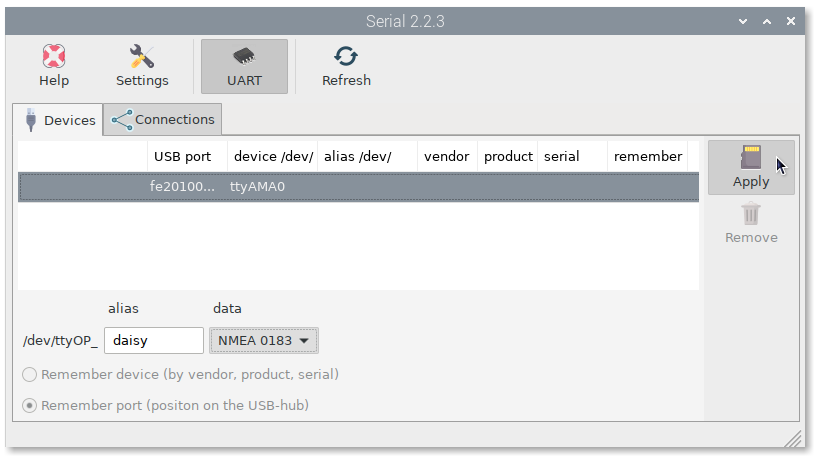 Serial 2.2.3
Help Settings UART Refresh
Devices Connections
USB port device /dev/ alias /dev/ vendor product serial remember
fe20100... ttyAMA0
Apply
Remove
alias data
/dev/ttyOP_ daisy NMEA 0183
Remember device (by vendor, product, serial)
Remember port (positon on the USB-hub)